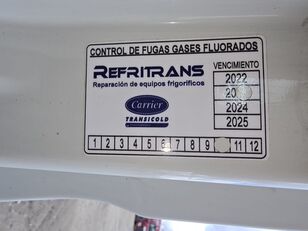 CONTROL DE FUGAS GASES FLUORADOS
REFRITRANS
Reparación de equipos frigoríficos
Carrier
TRANSICOLD
VENCIMIENTO
2022
2024
2025
1 2 3 4 5 6 7 8 9 11 12